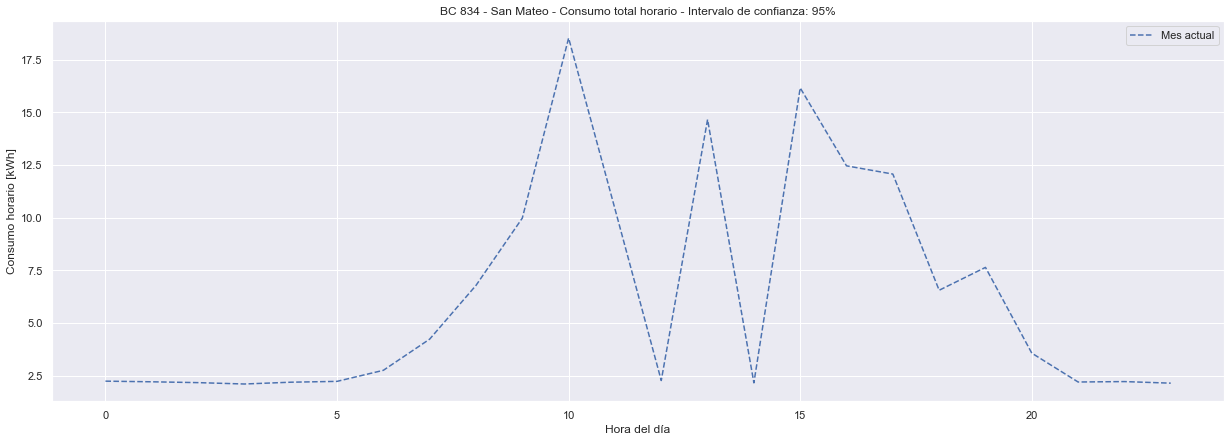 BC 834 - San Mateo - Consumo total horario - Intervalo de confianza: 95%
Mes actual
Consumo horario [kWh]
17.5
15.0
12.5
10.0
7.5
5.0
2.5
0 5 10 15 20
Hora del día